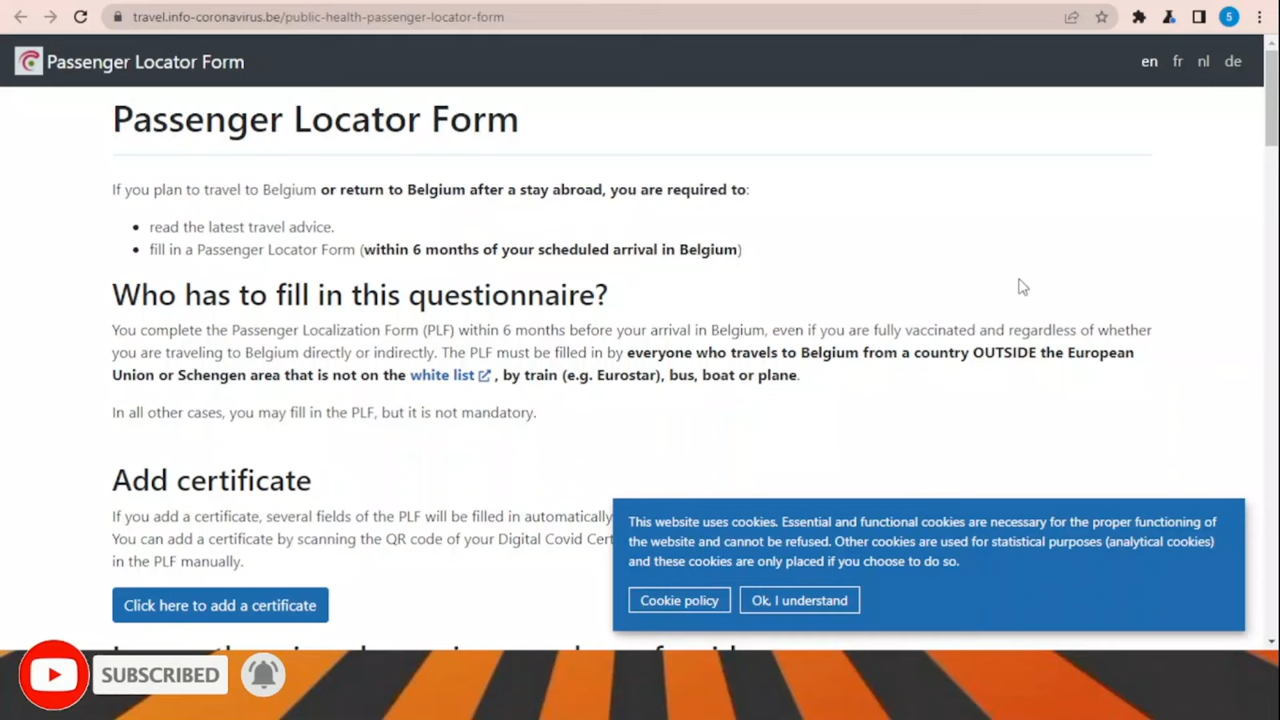 travel.info-coronavirus.be/public-health-passenger-locator-form
5
Passenger Locator Form
en fr nl de
Passenger Locator Form
If you plan to travel to Belgium or return to Belgium after a stay abroad, you are required to:
read the latest travel advice.
fill in a Passenger Locator Form (within 6 months of your scheduled arrival in Belgium)
Who has to fill in this questionnaire?
You complete the Passenger Localization Form (PLF) within 6 months before your arrival in Belgium, even if you are fully vaccinated and regardless of whether
you are traveling to Belgium directly or indirectly. The PLF must be filled in by everyone who travels to Belgium from a country OUTSIDE the European
Union or Schengen area that is not on the white list , by train (e.g. Eurostar), bus, boat or plane.
In all other cases, you may fill in the PLF, but it is not mandatory.
Add certificate
If you add a certificate, several fields of the PLF will be filled in automatically
You can add a certificate by scanning the QR code of your Digital Covid Cert
in the PLF manually.
Click here to add a certificate
This website uses cookies. Essential and functional cookies are necessary for the proper functioning of
the website and cannot be refused. Other cookies are used for statistical purposes (analytical cookies)
and these cookies are only placed if you choose to do so.
Cookie policy
Ok, I understand
SUBSCRIBED